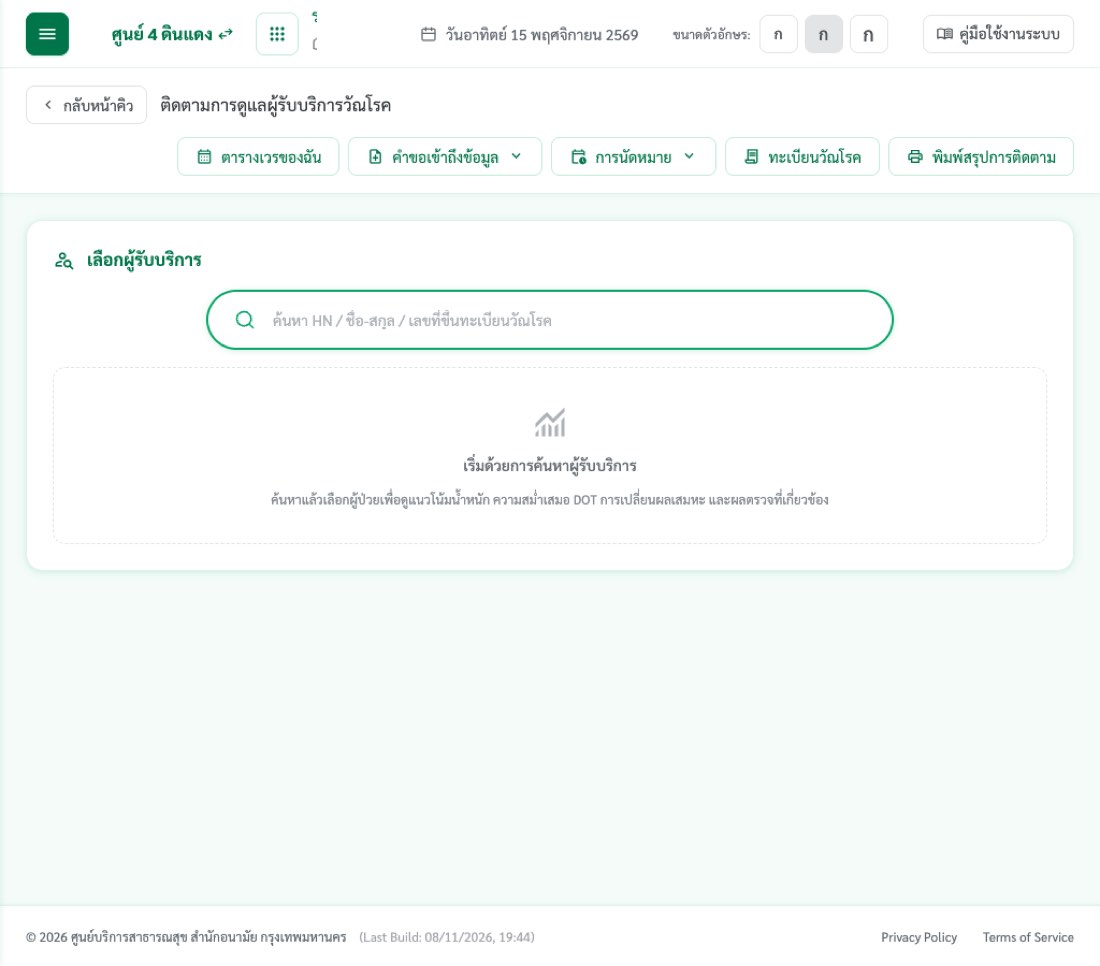 ศูนย์ 4 ดินแดง
วันอาทิตย์ 15 พฤศจิกายน 2569
ขนาดตัวอักษร: ก ก ก
คู่มือใช้งานระบบ
กลับหน้าคิว
ติดตามการดูแลผู้รับบริการวัณโรค
ตารางเวรของฉัน
คำขอเข้าถึงข้อมูล
การนัดหมาย
ทะเบียนวัณโรค
พิมพ์สรุปการติดตาม
เลือกผู้รับบริการ
ค้นหา HN / ชื่อ-สกุล / เลขที่ขึ้นทะเบียนวัณโรค
เริ่มด้วยการค้นหาผู้รับบริการ
ค้นหาแล้วเลือกผู้ป่วยเพื่อดูแนวโน้มน้ำหนัก ความสม่ำเสมอ DOT การเปลี่ยนผลเสมหะ และผลตรวจที่เกี่ยวข้อง
© 2026 ศูนย์บริการสาธารณสุข สำนักอนามัย กรุงเทพมหานคร (Last Build: 08/11/2026, 19:44)
Privacy Policy
Terms of Service